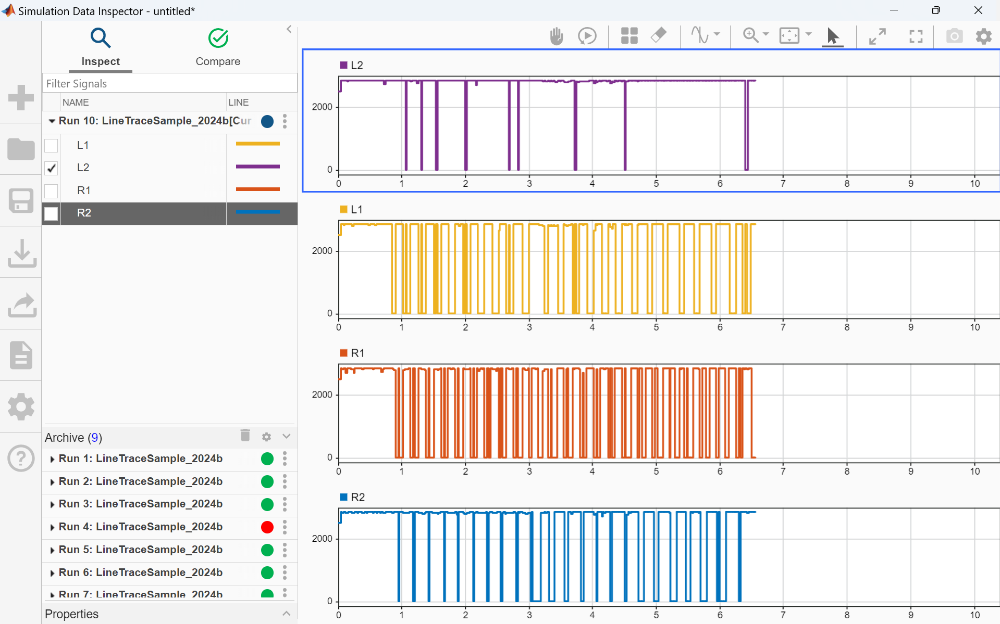 Simulation Data Inspector - untitled*
Inspect
Compare
Filter Signals
NAME
LINE
Run 10: LineTraceSample_2024b[Cur
L1
L2
R1
R2
Archive (9)
Run 1: LineTraceSample_2024b
Run 2: LineTraceSample_2024b
Run 3: LineTraceSample_2024b
Run 4: LineTraceSample_2024b
Run 5: LineTraceSample_2024b
Run 6: LineTraceSample_2024b
Run 7: LineTraceSample_2024b
Properties
L2
2000
0
0 1 2 3 4 5 6 7 8 9 10
L1
2000
0
0 1 2 3 4 5 6 7 8 9 10
R1
2000
0
0 1 2 3 4 5 6 7 8 9 10
R2
2000
0
0 1 2 3 4 5 6 7 8 9 10